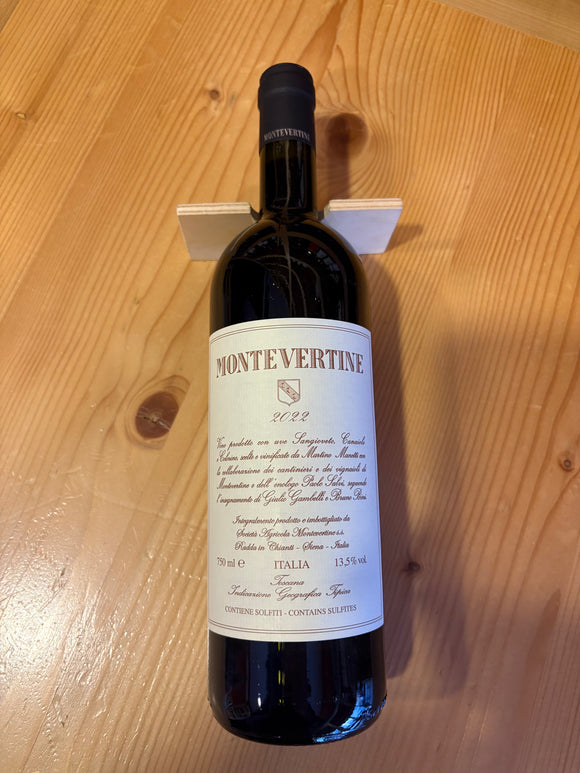 MONTEVERTINE
MONTEVERTINE
2022
Vino prodotto con uve Sangioveto, Canaiolo
e Colorino, scelte e vinificate da Martino Manetti con
la collaborazione dei cantinieri e dei vignaioli di
Montevertine e dell'enologo Paolo Salvi, seguendo
l'insegnamento di Giulio Gambelli e Bruno Bini.
Integralmente prodotto e imbottigliato da
Società Agricola Montevertine s.s.
Radda in Chianti - Siena - Italia
750 ml e ITALIA 13,5% vol.
Toscana
Indicazione Geografica Tipica
CONTIENE SOLFITI - CONTAINS SULFITES